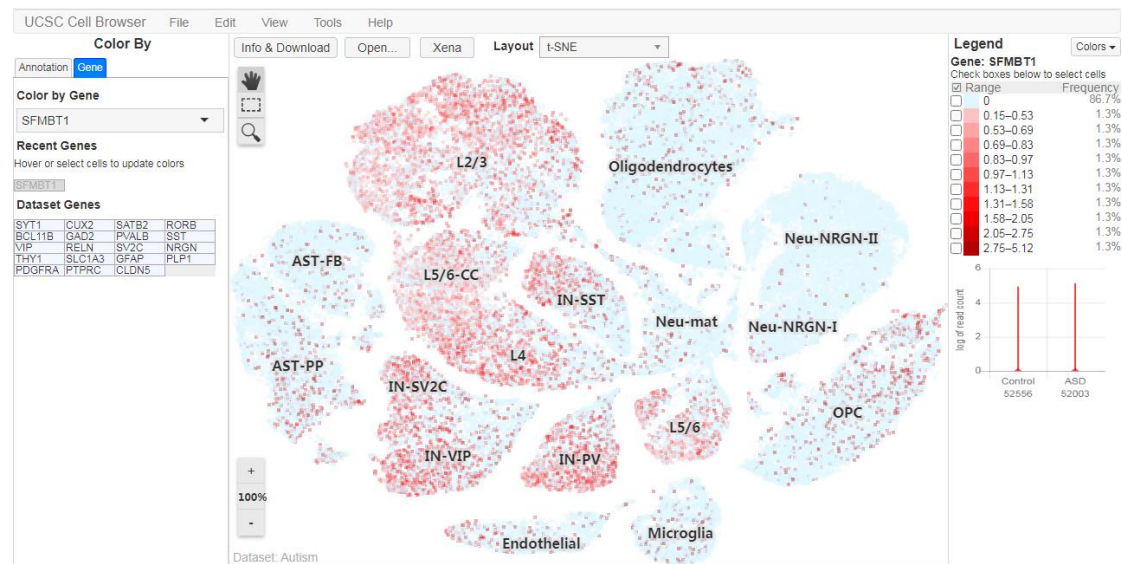 UCSC Cell Browser File Edit View Tools Help
Color By
Annotation Gene
Color by Gene
SFMBT1
Recent Genes
Hover or select cells to update colors
SFMBT1
Dataset Genes
SYT1 CUX2 SATB2 RORB
BCL11B GAD2 PVALB SST
VIP RELN SV2C NRGN
THY1 SLC1A3 GFAP PLP1
PDGFRA PTPRC CLDN5
Info & Download Open... Xena Layout t-SNE
L2/3
Oligodendrocytes
Neu-NRGN-II
AST-FB
L5/6-CC
IN-SST
Neu-mat
Neu-NRGN-I
L4
AST-PP
IN-SV2C
OPC
L5/6
IN-VIP
IN-PV
Microglia
Endothelial
+
100%
-
Dataset: Autism
Legend Colors
Gene: SFMBT1
Check boxes below to select cells
Range Frequency
0 86.7%
0.15–0.53 1.3%
0.53–0.69 1.3%
0.69–0.83 1.3%
0.83–0.97 1.3%
0.97–1.13 1.3%
1.13–1.31 1.3%
1.31–1.58 1.3%
1.58–2.05 1.3%
2.05–2.75 1.3%
2.75–5.12 1.3%
log of read count
6
4
2
0
Control ASD
52556 52003